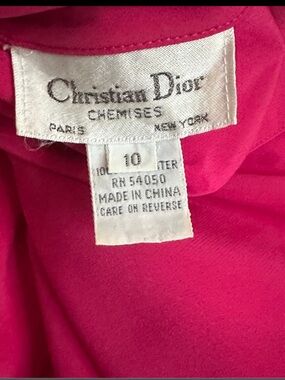 Christian Dior
CHEMISES
PARIS NEW YORK
10
RN 54050
MADE IN CHINA
CARE ON REVERSE